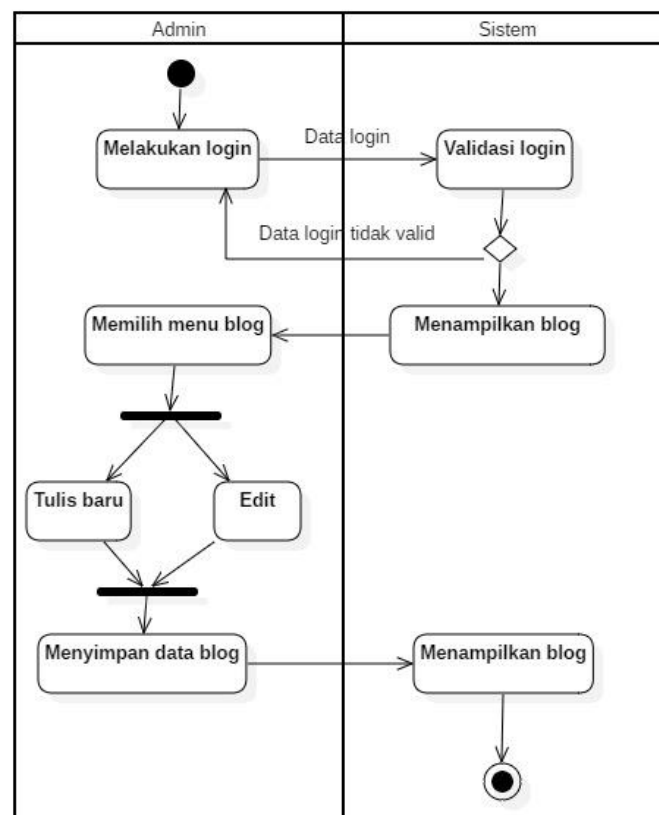 Admin
Sistem
Melakukan login
Data login
Validasi login
Data login tidak valid
Memilih menu blog
Menampilkan blog
Tulis baru
Edit
Menyimpan data blog
Menampilkan blog